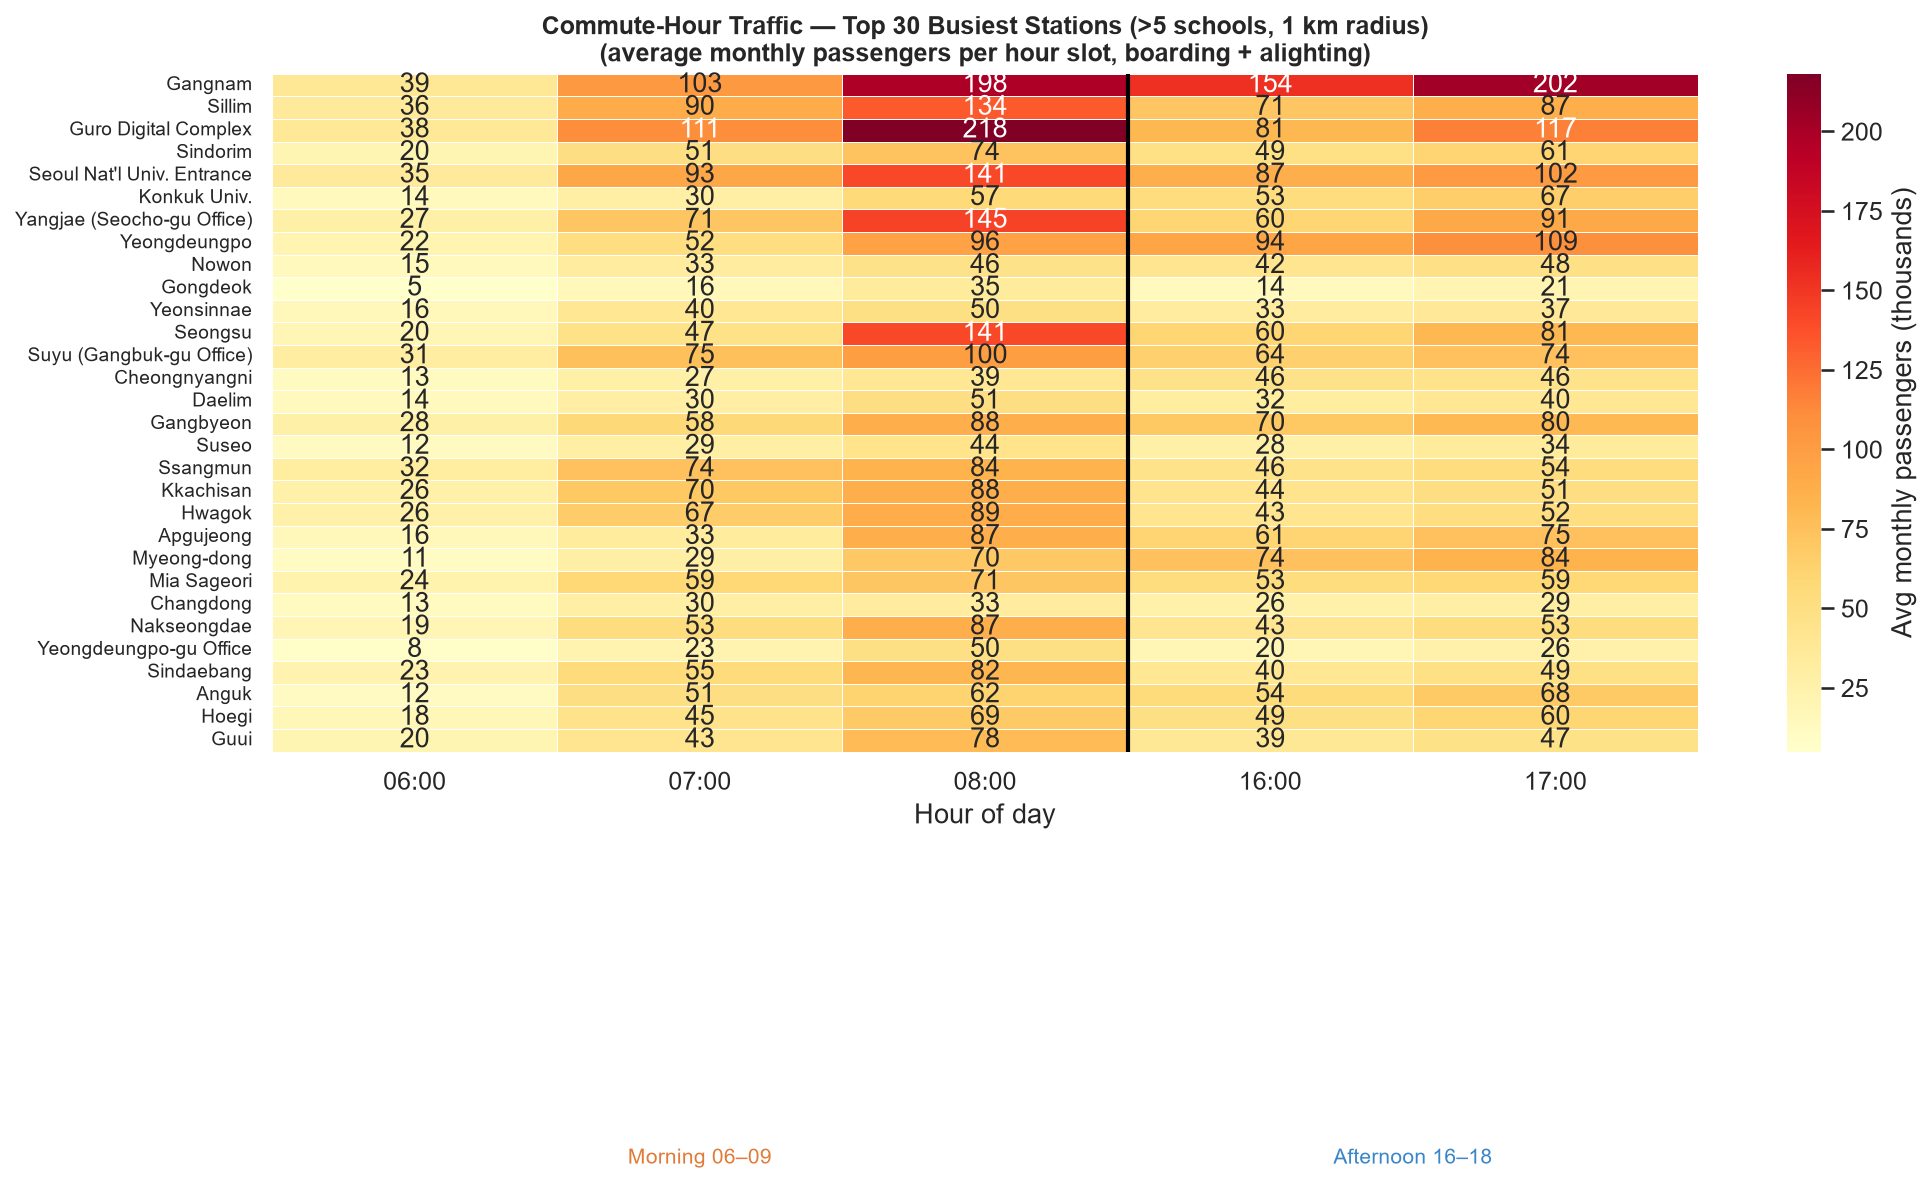 Commute-Hour Traffic — Top 30 Busiest Stations (>5 schools, 1 km radius)
(average monthly passengers per hour slot, boarding + alighting)
Gangnam 39 103 198 154 202
Sillim 36 90 134 71 87
Guro Digital Complex 38 111 218 81 117
Sindorim 20 51 74 49 61
Seoul Nat'l Univ. Entrance 35 93 141 87 102
Konkuk Univ. 14 30 57 53 67
Yangjae (Seocho-gu Office) 27 71 145 60 91
Yeongdeungpo 22 52 96 94 109
Nowon 15 33 46 42 48
Gongdeok 5 16 35 14 21
Yeonsinnae 16 40 50 33 37
Seongsu 20 47 141 60 81
Suyu (Gangbuk-gu Office) 31 75 100 64 74
Cheongnyangni 13 27 39 46 46
Daelim 14 30 51 32 40
Gangbyeon 28 58 88 70 80
Suseo 12 29 44 28 34
Ssangmun 32 74 84 46 54
Kkachisan 26 70 88 44 51
Hwagok 26 67 89 43 52
Apgujeong 16 33 87 61 75
Myeong-dong 11 29 70 74 84
Mia Sageori 24 59 71 53 59
Changdong 13 30 33 26 29
Nakseongdae 19 53 87 43 53
Yeongdeungpo-gu Office 8 23 50 20 26
Sindaebang 23 55 82 40 49
Anguk 12 51 62 54 68
Hoegi 18 45 69 49 60
Guui 20 43 78 39 47
06:00 07:00 08:00 16:00 17:00
Hour of day
200
175
150
125
100
75
50
25
Avg monthly passengers (thousands)
Morning 06–09
Afternoon 16–18